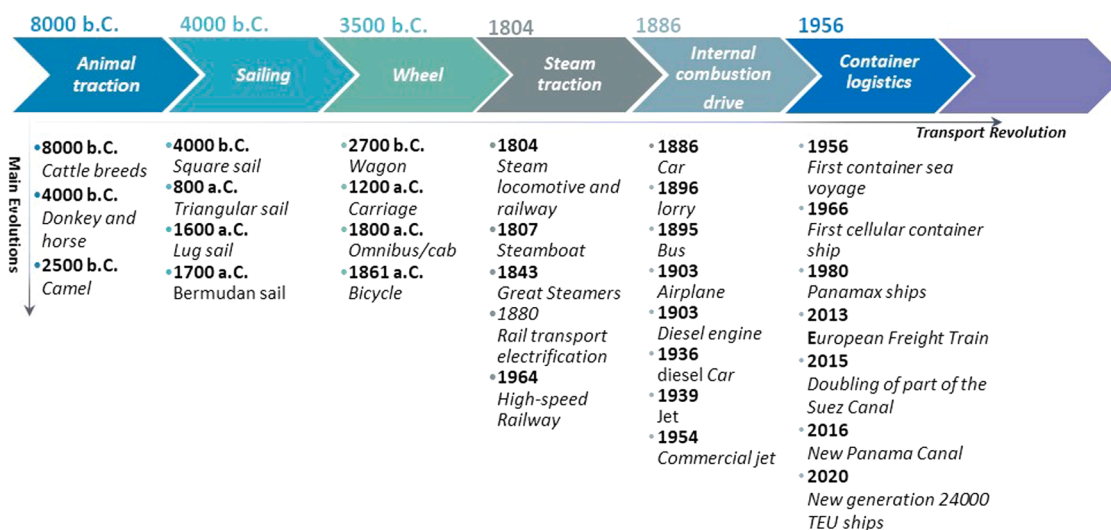 8000 b.C.
4000 b.C.
3500 b.C.
1804
1886
1956
Animal
traction
Sailing
Wheel
Steam
traction
Internal
combustion
drive
Container
logistics
Transport Revolution
Main Evolutions
•8000 b.C.
Cattle breeds
•4000 b.C.
Donkey and
horse
•2500 b.C.
Camel
•4000 b.C.
Square sail
•800 a.C.
Triangular sail
•1600 a.C.
Lug sail
•1700 a.C.
Bermudan sail
•2700 b.C.
Wagon
•1200 a.C.
Carriage
•1800 a.C.
Omnibus/cab
•1861 a.C.
Bicycle
•1804
Steam
locomotive and
railway
•1807
Steamboat
•1843
Great Steamers
•1880
Rail transport
electrification
•1964
High-speed
Railway
•1886
Car
•1896
lorry
•1895
Bus
•1903
Airplane
•1903
Diesel engine
•1936
diesel Car
•1939
Jet
•1954
Commercial jet
•1956
First container sea
voyage
•1966
First cellular container
ship
•1980
Panamax ships
•2013
European Freight Train
•2015
Doubling of part of the
Suez Canal
•2016
New Panama Canal
•2020
New generation 24000
TEU ships